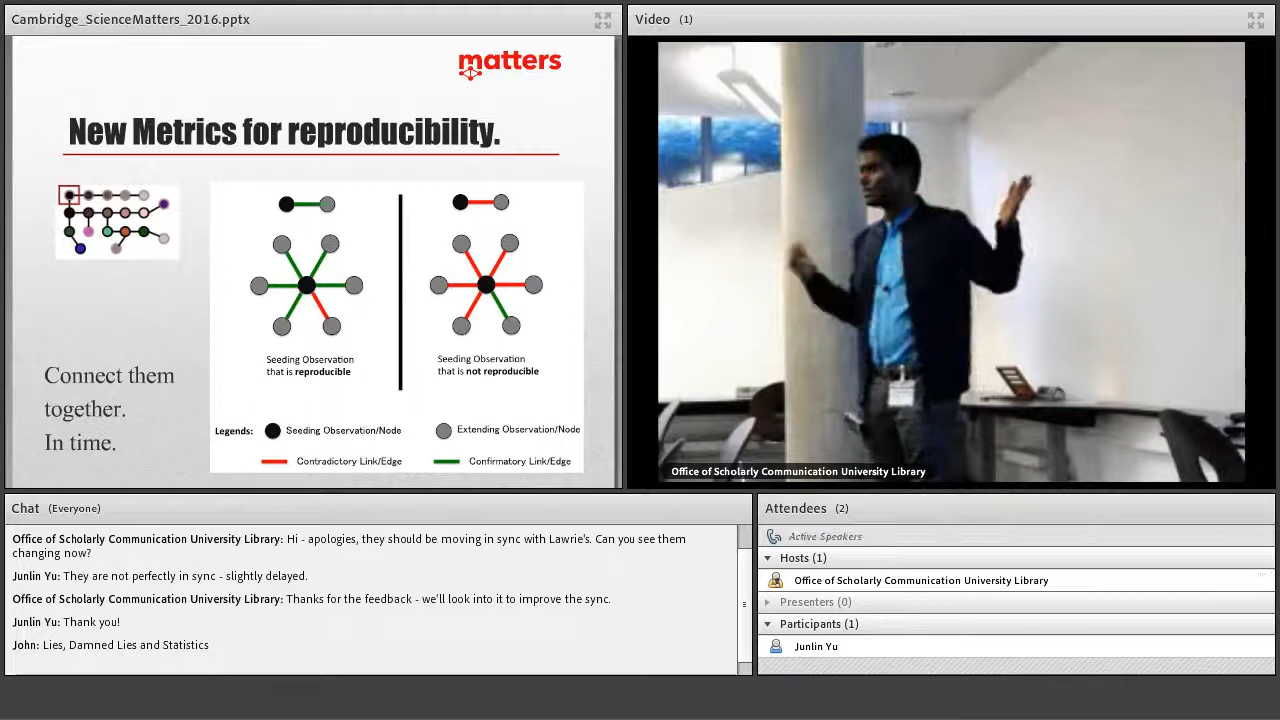 Cambridge_ScienceMatters_2016.pptx
matters
New Metrics for reproducibility.
Connect them
together.
In time.
Seeding Observation
that is reproducible
Seeding Observation
that is not reproducible
Legends: Seeding Observation/Node Extending Observation/Node
Contradictory Link/Edge Confirmatory Link/Edge
Video (1)
Office of Scholarly Communication University Library
Chat (Everyone)
Office of Scholarly Communication University Library: Hi - apologies, they should be moving in sync with Lawrie's. Can you see them
changing now?
Junlin Yu: They are not perfectly in sync - slightly delayed.
Office of Scholarly Communication University Library: Thanks for the feedback - we'll look into it to improve the sync.
Junlin Yu: Thank you!
John: Lies, Damned Lies and Statistics
Attendees (2)
Active Speakers
Hosts (1)
Office of Scholarly Communication University Library
Presenters (0)
Participants (1)
Junlin Yu